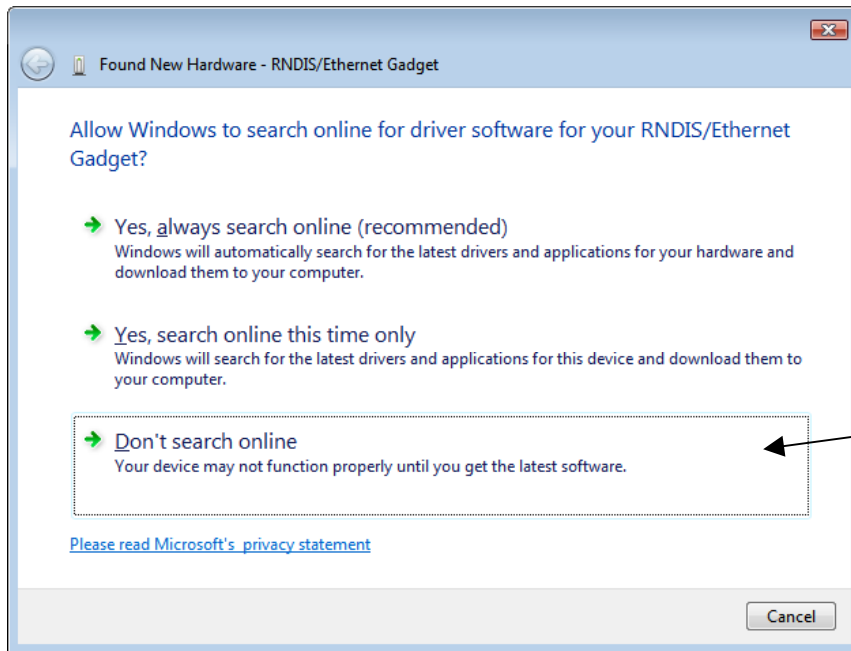 Found New Hardware - RNDIS/Ethernet Gadget
Allow Windows to search online for driver software for your RNDIS/Ethernet
Gadget?
Yes, always search online (recommended)
Windows will automatically search for the latest drivers and applications for your hardware and
download them to your computer.
Yes, search online this time only
Windows will search for the latest drivers and applications for this device and download them to
your computer.
Don't search online
Your device may not function properly until you get the latest software.
Please read Microsoft's privacy statement
Cancel